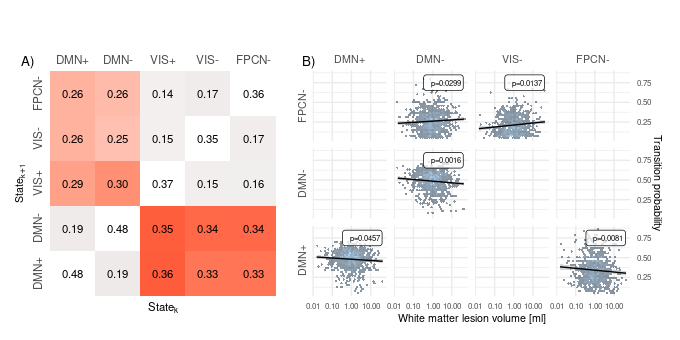 A)
DMN+ DMN- VIS+ VIS- FPCN-
FPCN- 0.26 0.26 0.14 0.17 0.36
VIS- 0.26 0.25 0.15 0.35 0.17
VIS+ 0.29 0.30 0.37 0.15 0.16
DMN- 0.19 0.48 0.35 0.34 0.34
DMN+ 0.48 0.19 0.36 0.33 0.33
Statek+1
Statek
B)
DMN+ DMN- VIS- FPCN-
FPCN- p=0.0299 p=0.0137 0.75 0.50 0.25
DMN- p=0.0016 0.75 0.50 0.25
DMN+ p=0.0457 p=0.0081 0.75 0.50 0.25
0.01 0.10 1.00 10.00 0.01 0.10 1.00 10.00 0.01 0.10 1.00 10.00 0.01 0.10 1.00 10.00
White matter lesion volume [ml]
Transition probability